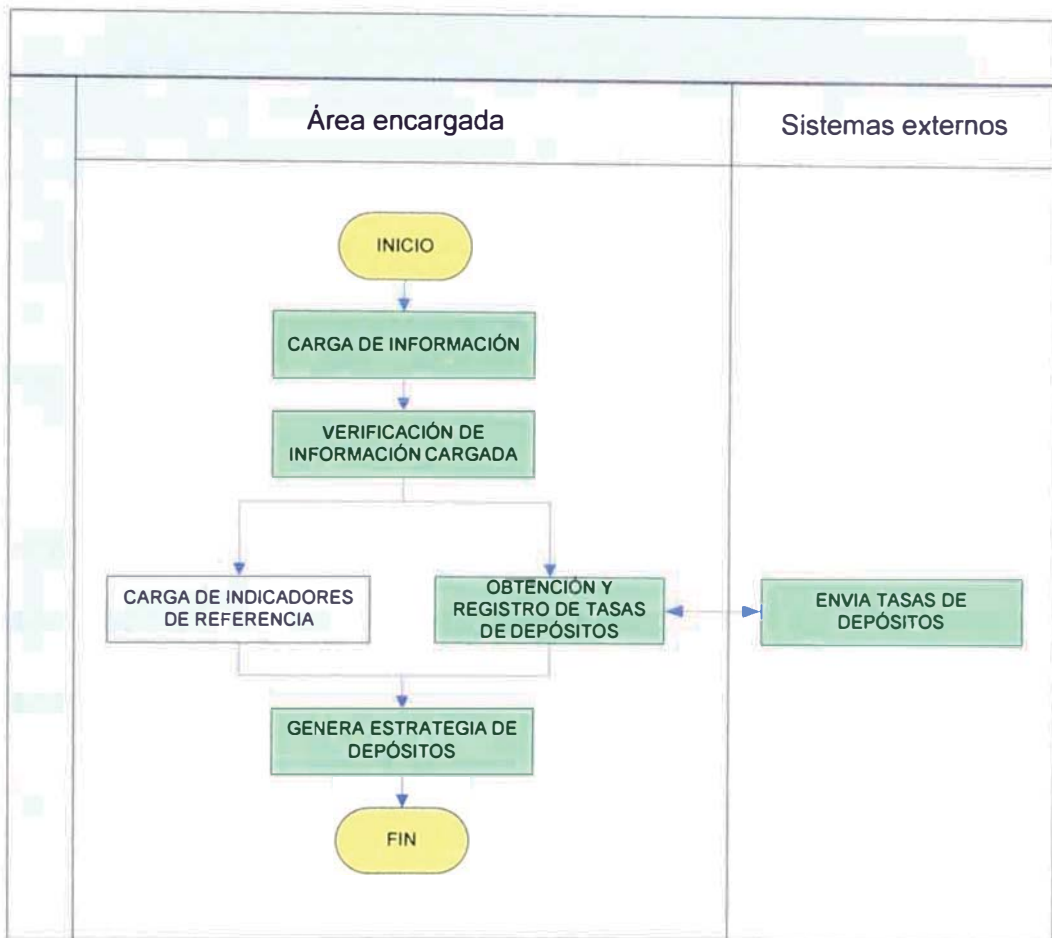 Área encargada
Sistemas externos
INICIO
CARGA DE INFORMACIÓN
VERIFICACIÓN DE
INFORMACIÓN CARGADA
CARGA DE INDICADORES
DE REFERENCIA
OBTENCIÓN Y
REGISTRO DE TASAS
DE DEPÓSITOS
ENVIA TASAS DE
DEPÓSITOS
GENERA ESTRATEGIA DE
DEPÓSITOS
FIN